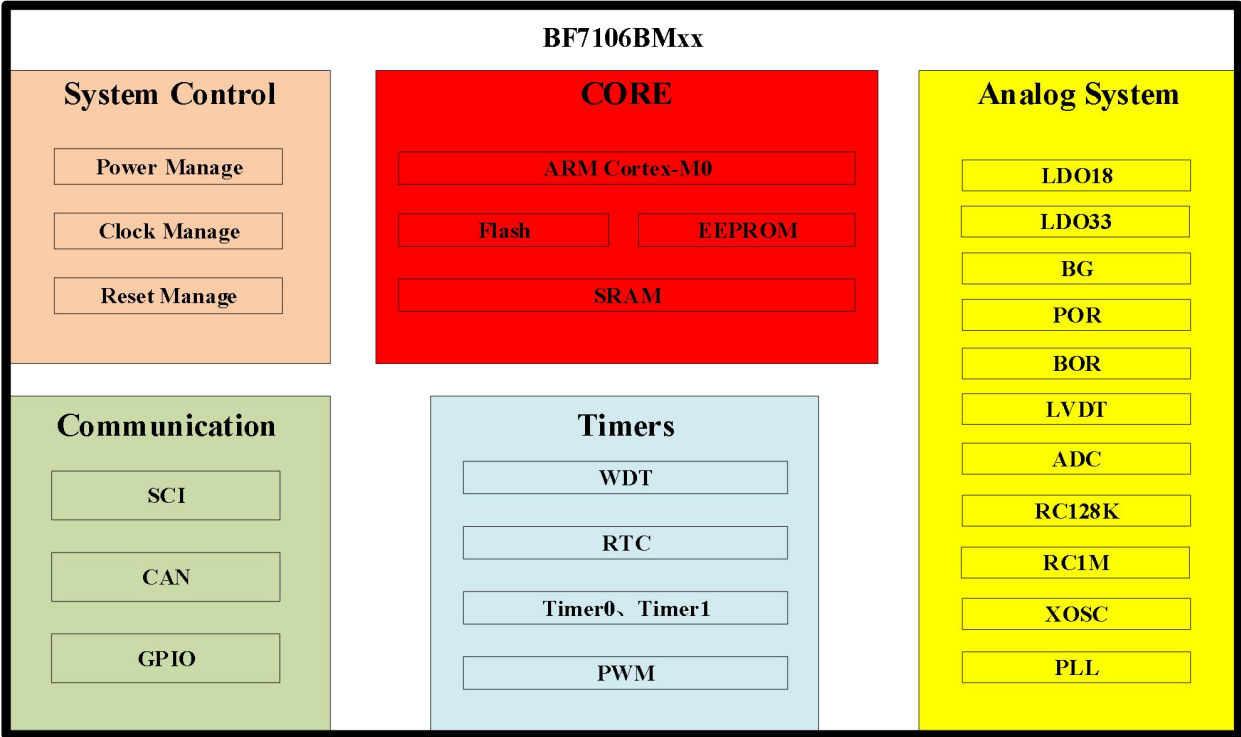 BF7106BMxx
System Control
Power Manage
Clock Manage
Reset Manage
CORE
ARM Cortex-M0
Flash
EEPROM
SRAM
Analog System
LDO18
LDO33
BG
POR
BOR
LVDT
ADC
RC128K
RC1M
XOSC
PLL
Communication
SCI
CAN
GPIO
Timers
WDT
RTC
Timer0、Timer1
PWM